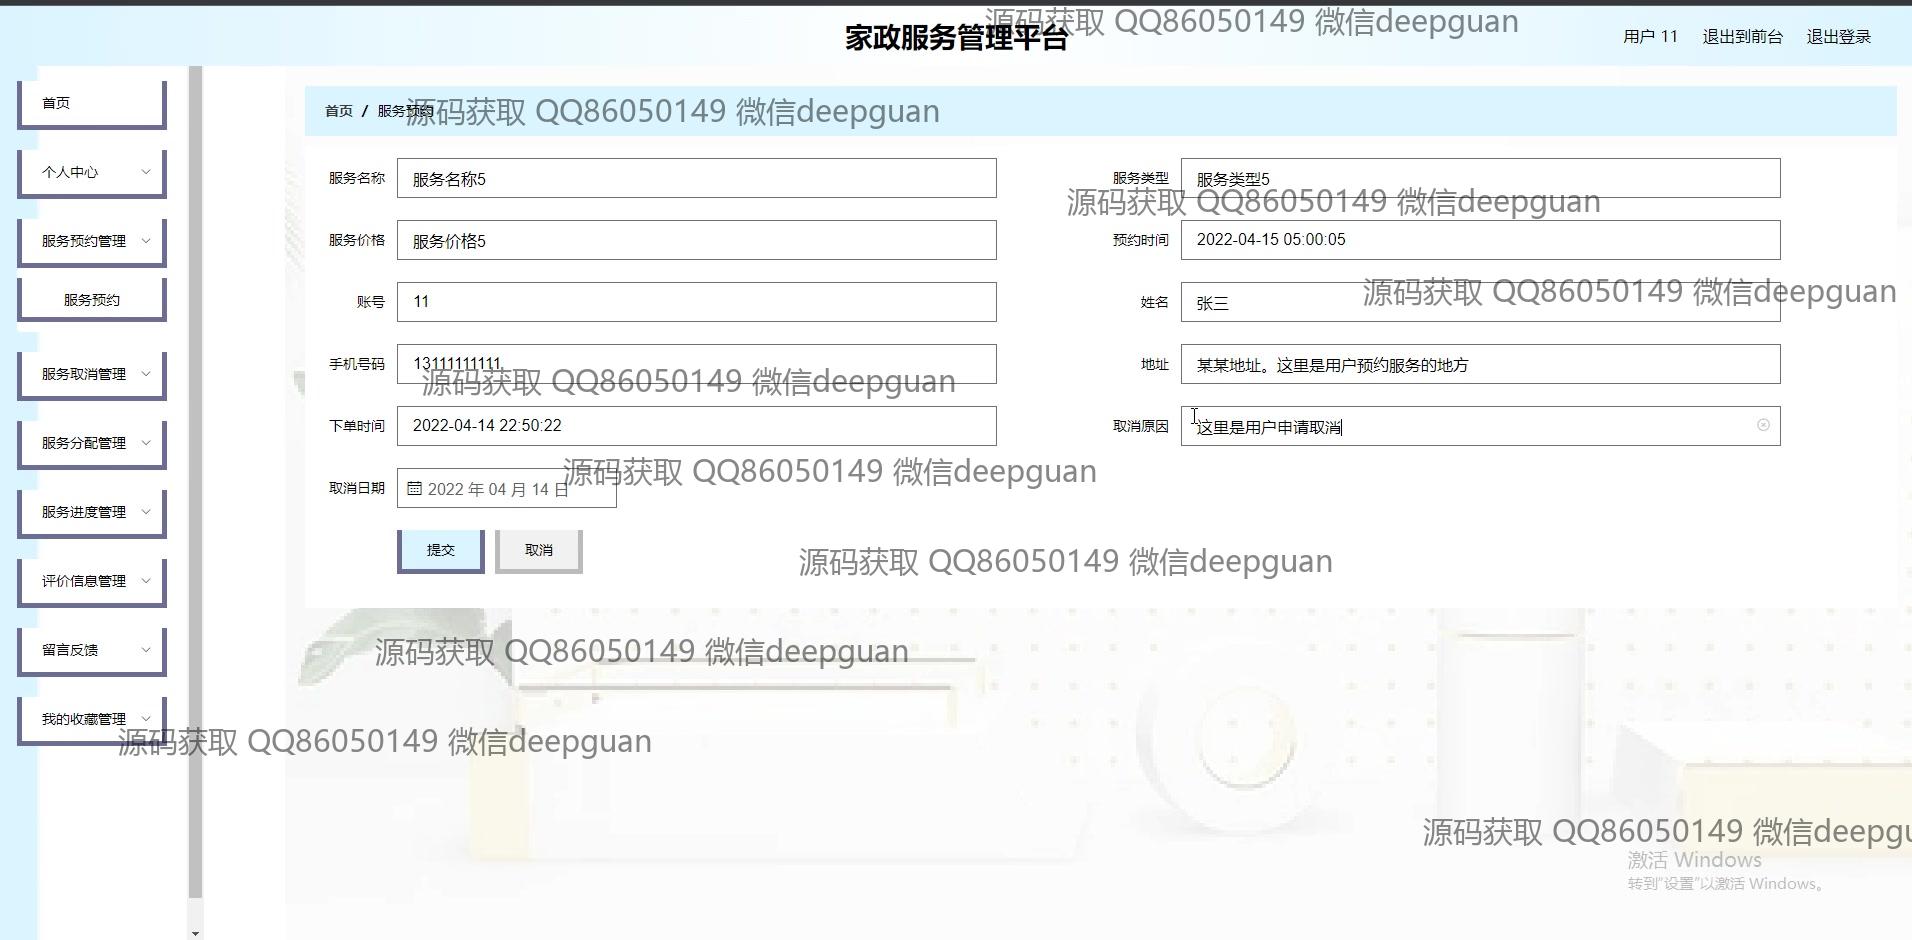 家政服务管理平台
源码获取 QQ86050149 微信deepguan
用户 11 退出到前台 退出登录
首页
个人中心
服务预约管理
服务预约
服务取消管理
服务分配管理
服务进度管理
评价信息管理
留言反馈
我的收藏管理
首页 / 服务预约
源码获取 QQ86050149 微信deepguan
服务名称 服务名称5
服务类型 服务类型5
源码获取 QQ86050149 微信deepguan
服务价格 服务价格5
预约时间 2022-04-15 05:00:05
账号 11
姓名 张三
源码获取 QQ86050149 微信deepguan
手机号码 13111111111
地址 某某地址。这里是用户预约服务的地方
源码获取 QQ86050149 微信deepguan
下单时间 2022-04-14 22:50:22
取消原因 这里是用户申请取消
取消日期 2022 年 04 月 14 日
源码获取 QQ86050149 微信deepguan
提交 取消
源码获取 QQ86050149 微信deepguan
源码获取 QQ86050149 微信deepguan
源码获取 QQ86050149 微信deepguan
源码获取 QQ86050149 微信deepgu
激活 Windows
转到"设置"以激活 Windows。